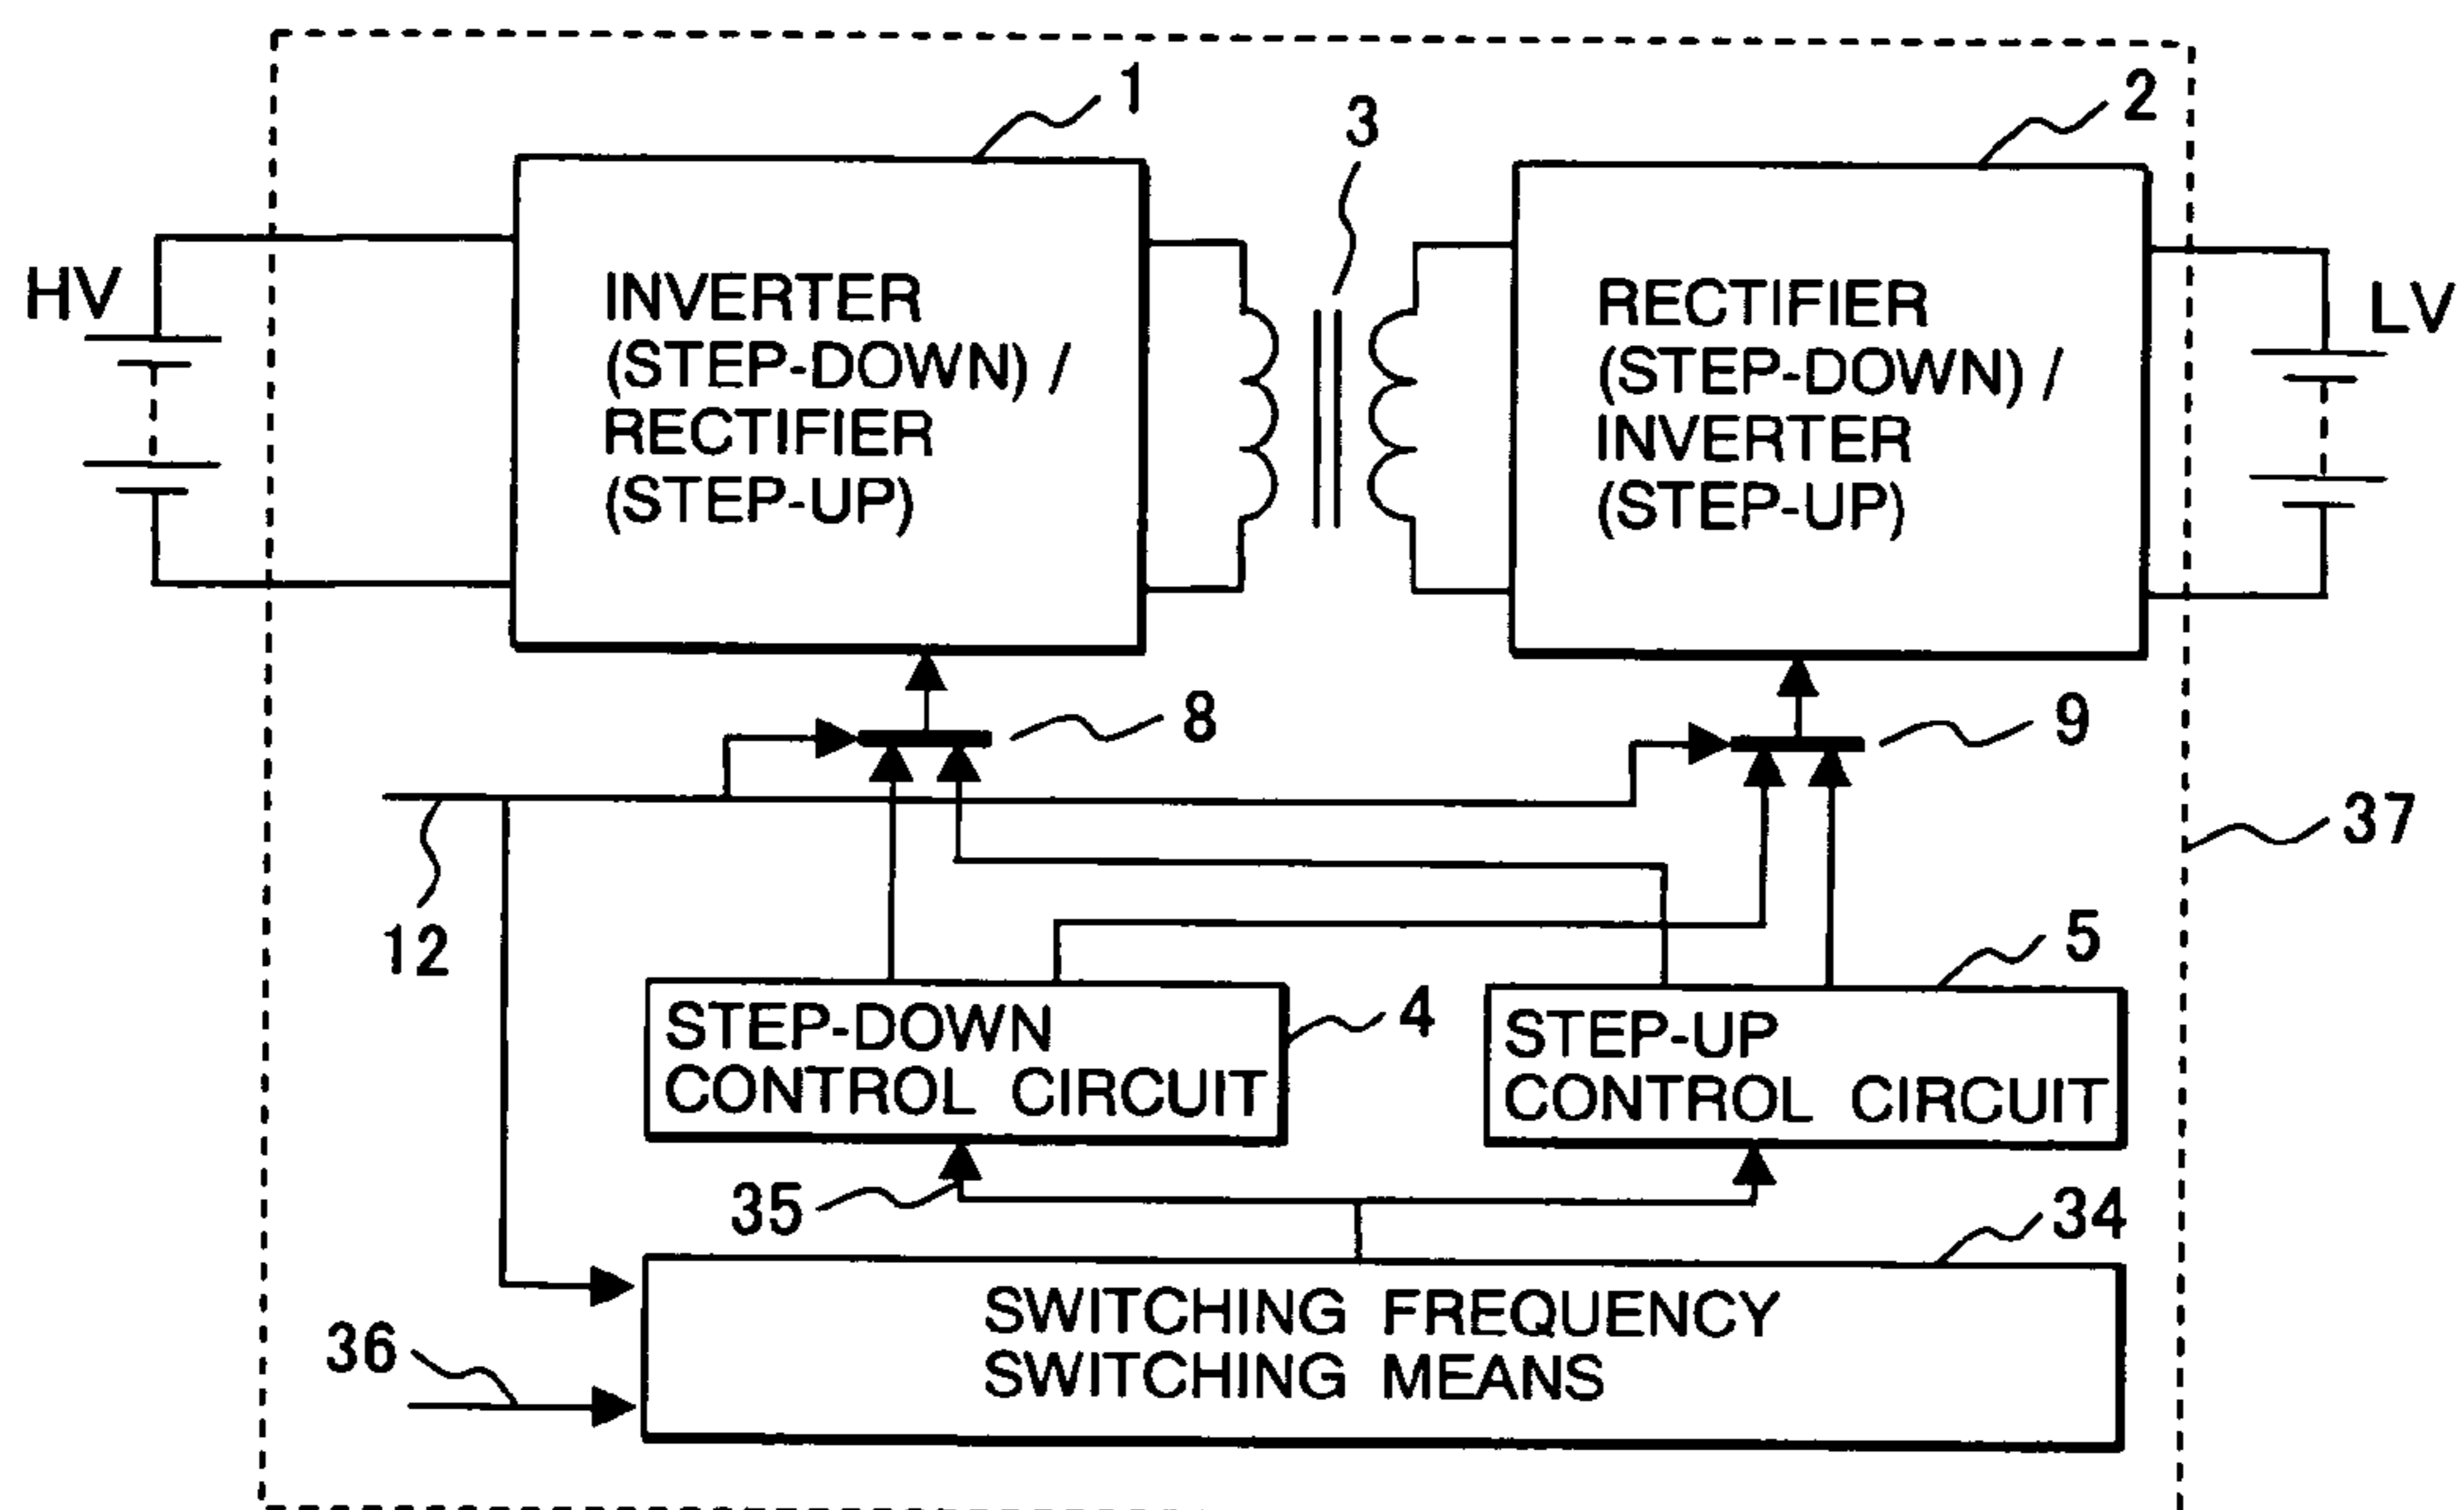 1
2
3
HV
LV
INVERTER
(STEP-DOWN) /
RECTIFIER
(STEP-UP)
RECTIFIER
(STEP-DOWN) /
INVERTER
(STEP-UP)
8
9
37
12
STEP-DOWN
CONTROL CIRCUIT
4
STEP-UP
CONTROL CIRCUIT
5
35
34
SWITCHING FREQUENCY
SWITCHING MEANS
36